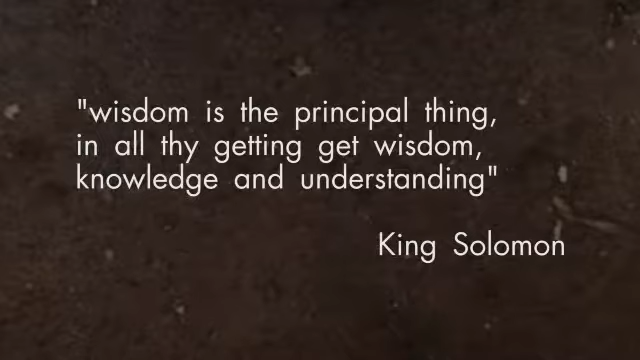 "wisdom is the principal thing,
in all thy getting get wisdom,
knowledge and understanding"
King Solomon